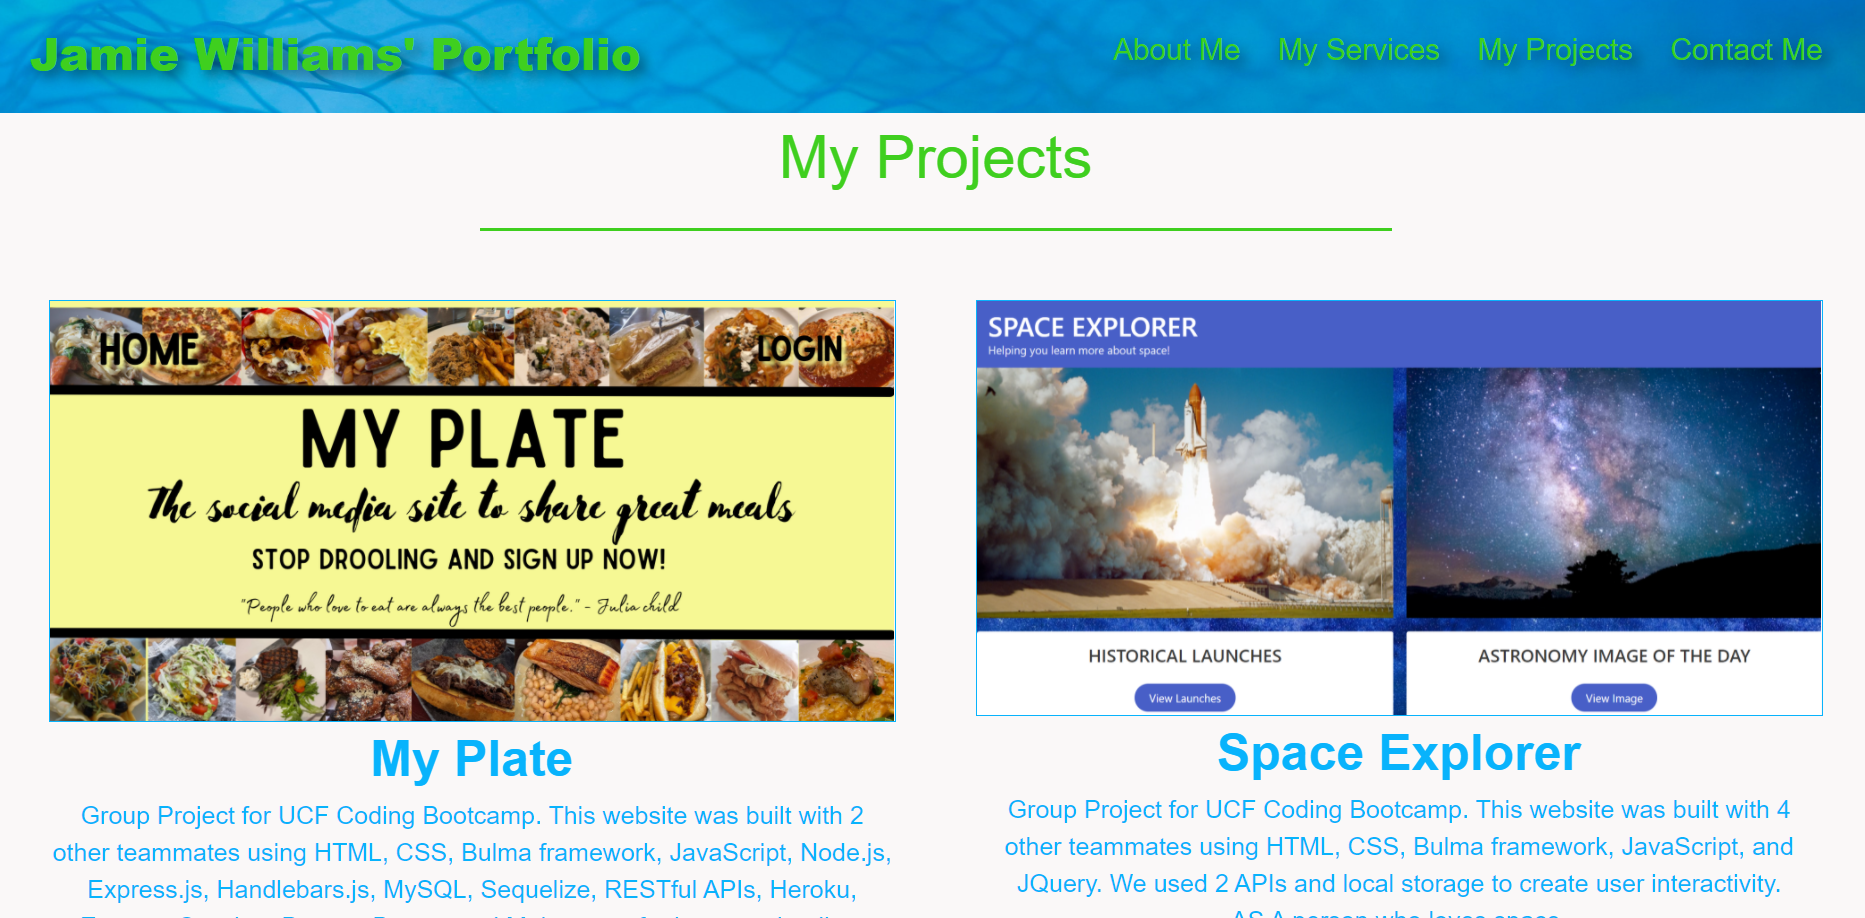 Jamie Williams' Portfolio
About Me My Services My Projects Contact Me
My Projects
HOME
LOGIN
MY PLATE
The social media site to share great meals
STOP DROOLING AND SIGN UP NOW!
"People who love to eat are always the best people." - Julia child
My Plate
Group Project for UCF Coding Bootcamp. This website was built with 2
other teammates using HTML, CSS, Bulma framework, JavaScript, Node.js,
Express.js, Handlebars.js, MySQL, Sequelize, RESTful APIs, Heroku,
SPACE EXPLORER
Helping you learn more about space!
HISTORICAL LAUNCHES
View Launches
ASTRONOMY IMAGE OF THE DAY
View Image
Space Explorer
Group Project for UCF Coding Bootcamp. This website was built with 4
other teammates using HTML, CSS, Bulma framework, JavaScript, and
JQuery. We used 2 APIs and local storage to create user interactivity.
AS A person who loves space